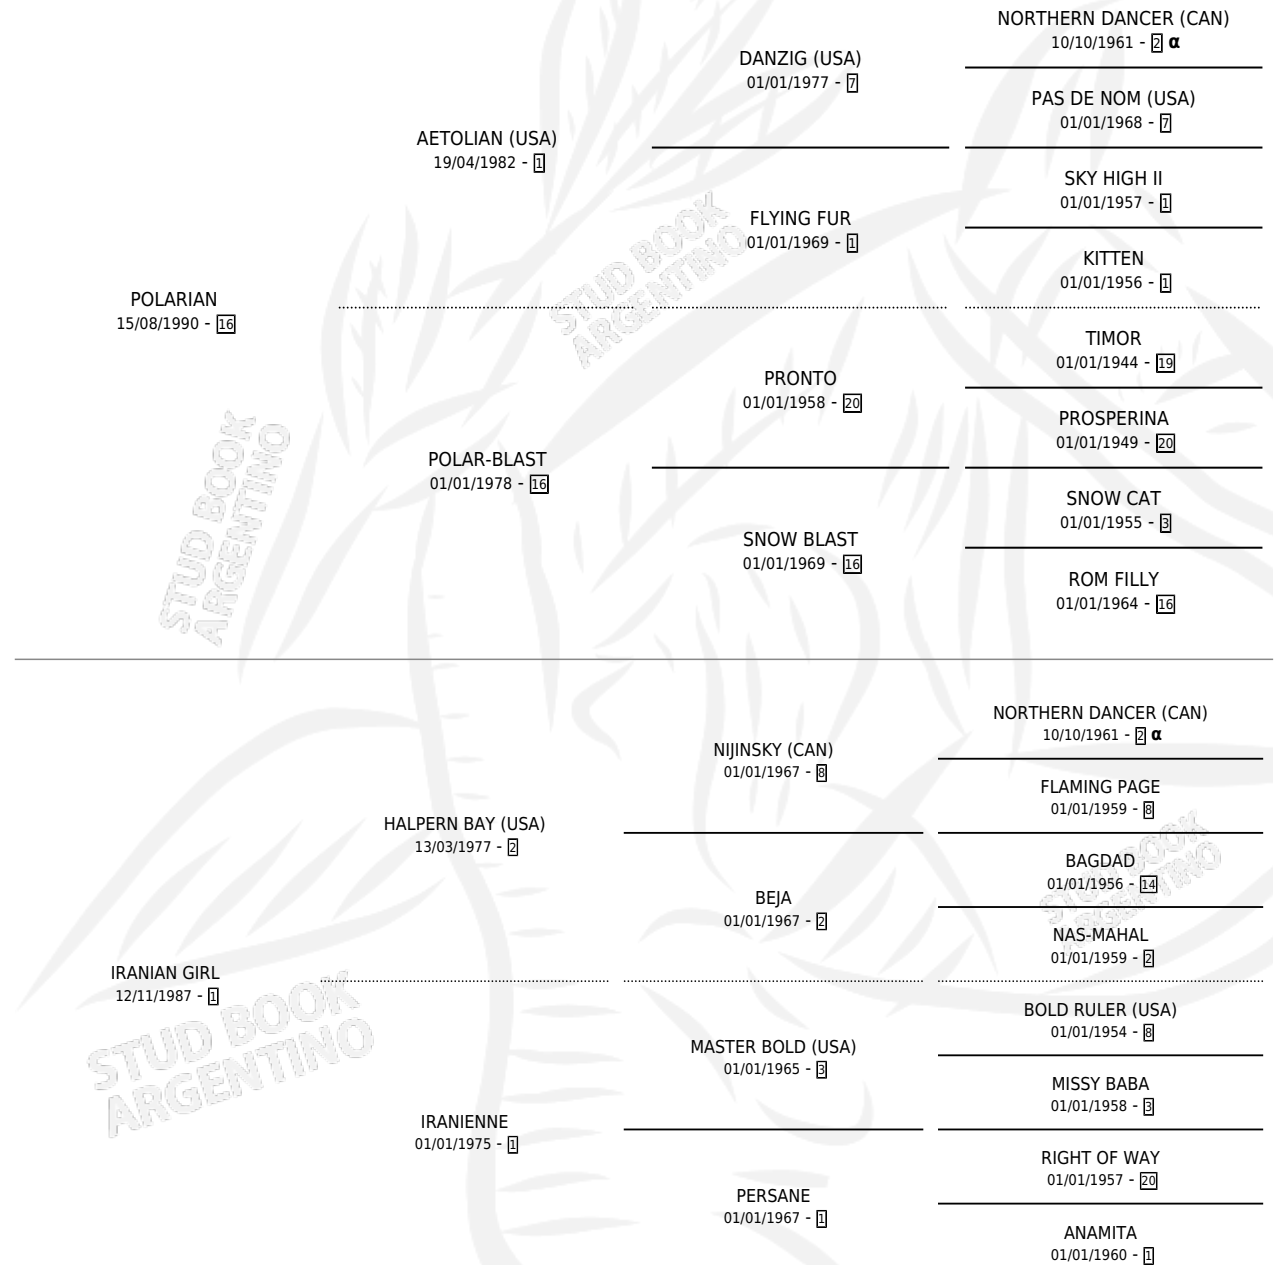 NORTHERN DANCER (CAN)
10/10/1961 - 2 α
DANZIG (USA)
01/01/1977 - 7
PAS DE NOM (USA)
01/01/1968 - 7
AETOLIAN (USA)
19/04/1982 - 1
SKY HIGH II
01/01/1957 - 1
FLYING FUR
01/01/1969 - 1
KITTEN
01/01/1956 - 1
POLARIAN
15/08/1990 - 16
TIMOR
01/01/1944 - 19
PRONTO
01/01/1958 - 20
PROSPERINA
01/01/1949 - 20
POLAR-BLAST
01/01/1978 - 16
SNOW CAT
01/01/1955 - 3
SNOW BLAST
01/01/1969 - 16
ROM FILLY
01/01/1964 - 16
STUD BOOK
ARGENTINO
STUD BOOK
ARGENTINO
NORTHERN DANCER (CAN)
10/10/1961 - 2 α
NIJINSKY (CAN)
01/01/1967 - 8
FLAMING PAGE
01/01/1959 - 8
HALPERN BAY (USA)
13/03/1977 - 2
BAGDAD
01/01/1956 - 14
BEJA
01/01/1967 - 2
NAS-MAHAL
01/01/1959 - 2
IRANIAN GIRL
12/11/1987 - 1
BOLD RULER (USA)
01/01/1954 - 8
MASTER BOLD (USA)
01/01/1965 - 3
MISSY BABA
01/01/1958 - 3
IRANIENNE
01/01/1975 - 1
RIGHT OF WAY
01/01/1957 - 20
PERSANE
01/01/1967 - 1
ANAMITA
01/01/1960 - 1
STUD BOOK
ARGENTINO
STUD BOOK
ARGENTINO